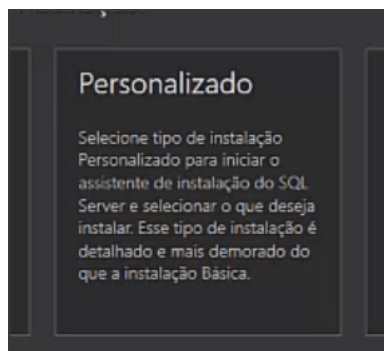 Personalizado
Selecione tipo de instalação
Personalizado para iniciar o
assistente de instalação do SQL
Server e selecionar o que deseja
instalar. Esse tipo de instalação é
detalhado e mais demorado do
que a instalação Básica.